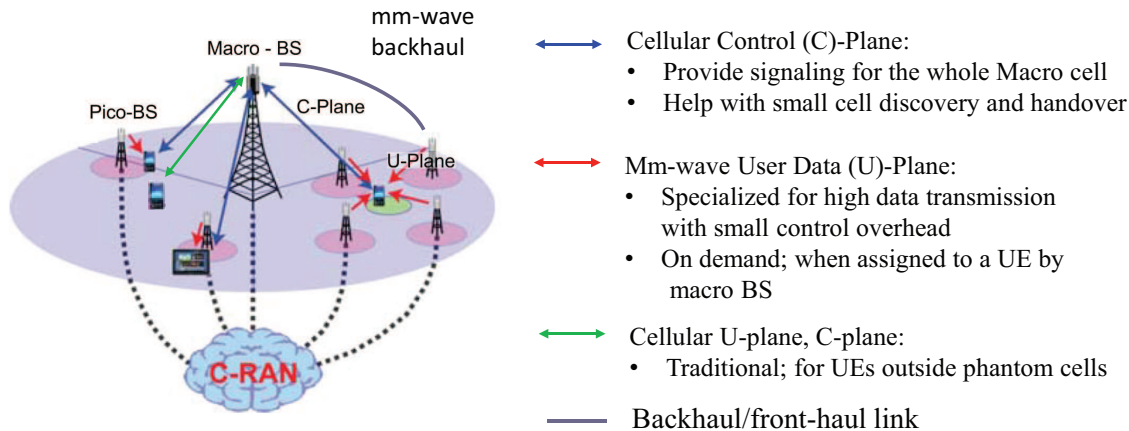 mm-wave
backhaul
Macro - BS
Pico-BS
C-Plane
U-Plane
C-RAN
Cellular Control (C)-Plane:
• Provide signaling for the whole Macro cell
• Help with small cell discovery and handover
Mm-wave User Data (U)-Plane:
• Specialized for high data transmission
with small control overhead
• On demand; when assigned to a UE by
macro BS
Cellular U-plane, C-plane:
• Traditional; for UEs outside phantom cells
Backhaul/front-haul link